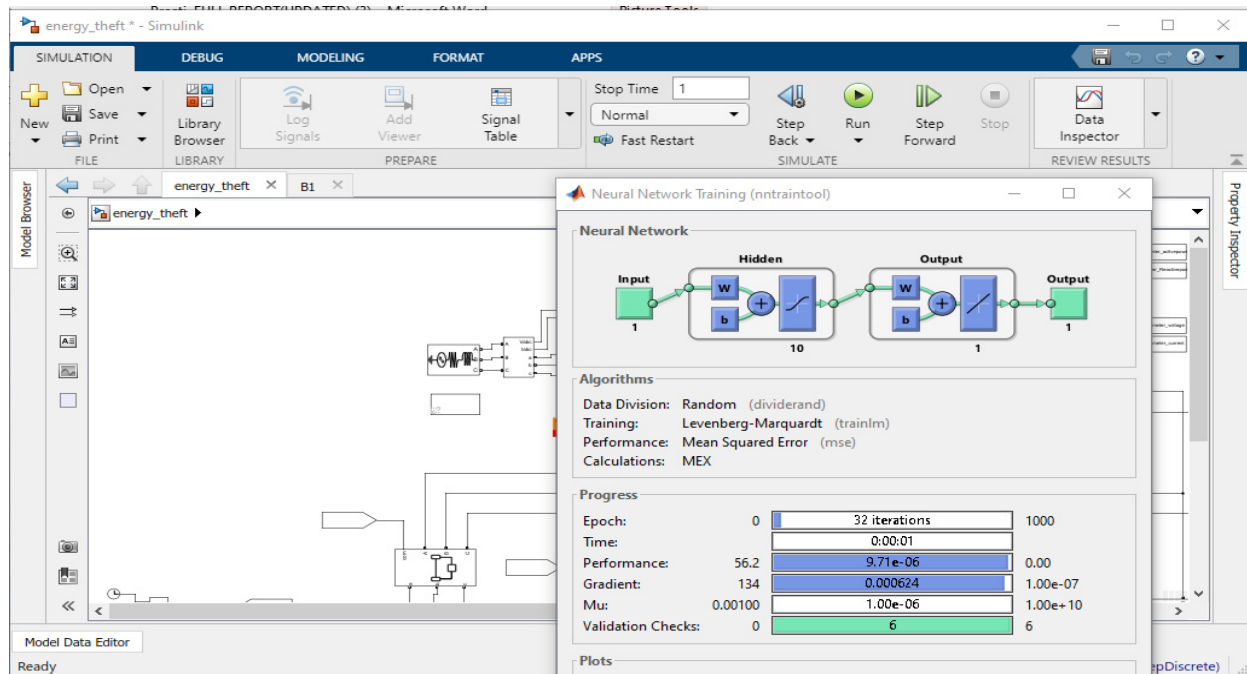 energy_theft * - Simulink
SIMULATION DEBUG MODELING FORMAT APPS
New
Open
Save
Print
FILE
Library
Browser
LIBRARY
Log
Signals
Add
Viewer
Signal
Table
PREPARE
Stop Time 1
Normal
Fast Restart
Step
Back
Run
Step
Forward
Stop
SIMULATE
Data
Inspector
REVIEW RESULTS
Model Browser
energy_theft B1
energy_theft
Property Inspector
Neural Network Training (nntraintool)
Neural Network
Hidden Output
Input Output
W W
b b
1 10 1 1
Algorithms
Data Division: Random (dividerand)
Training: Levenberg-Marquardt (trainlm)
Performance: Mean Squared Error (mse)
Calculations: MEX
Progress
Epoch: 0 32 iterations 1000
Time: 0:00:01
Performance: 56.2 9.71e-06 0.00
Gradient: 134 0.000624 1.00e-07
Mu: 0.00100 1.00e-06 1.00e+10
Validation Checks: 0 6 6
Plots
Model Data Editor
Ready